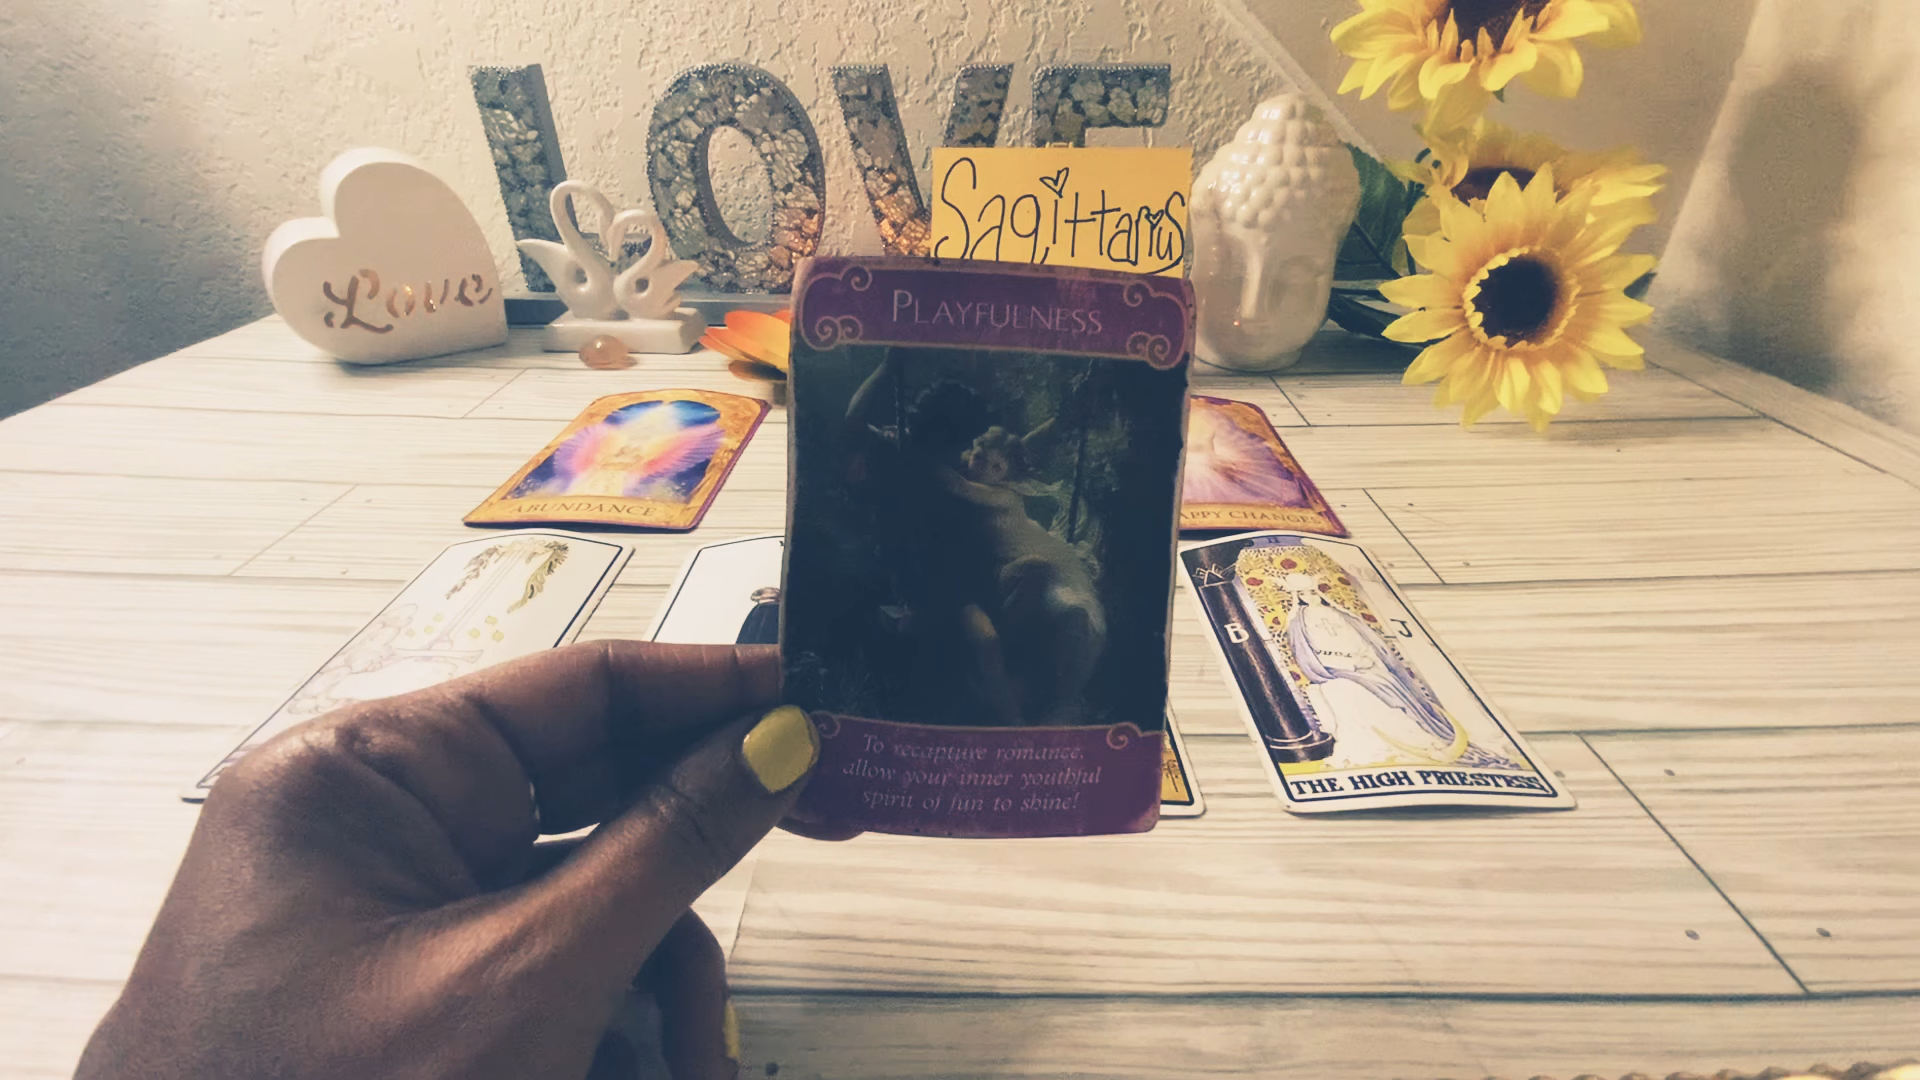 LOVE
Love
Sagittarius
PLAYFULNESS
ABUNDANCE
APPY CHANGES
B J
To recapture romance,
allow your inner youthful
spirit of fun to shine!
THE HIGH PRIESTESS